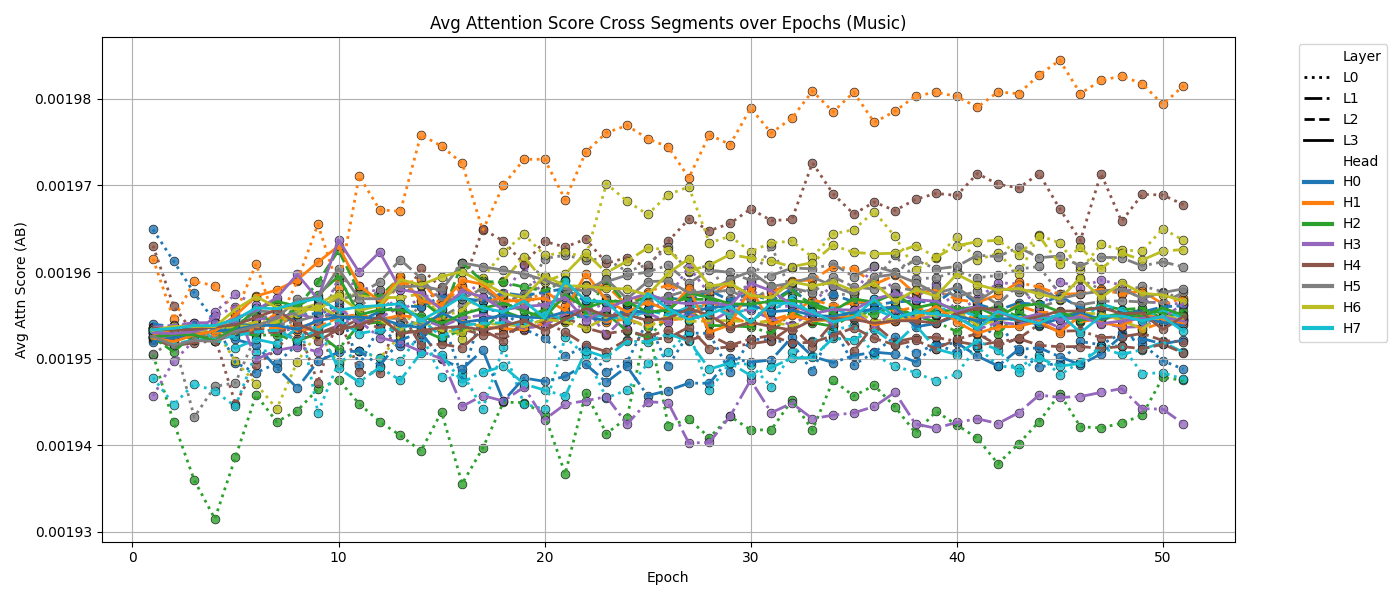 Avg Attention Score Cross Segments over Epochs (Music)
Avg Attn Score (AB)
0.00198
0.00197
0.00196
0.00195
0.00194
0.00193
0
10
20
30
40
50
Epoch
Layer
L0
L1
L2
L3
Head
H0
H1
H2
H3
H4
H5
H6
H7